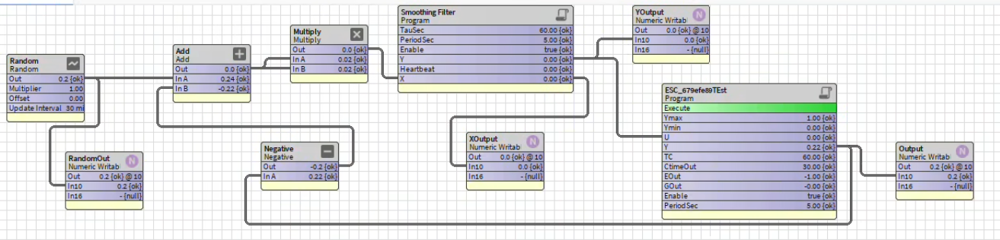 Random
Random
Out 0.2 {ok}
Multiplier 1.00
Offset 0.00
Update Interval 30 mi
RandomOut
Numeric Writab
Out 0.2 {ok} @ 10
In10 0.2 {ok}
In16 - {null}
Add
Add
Out 0.0 {ok}
In A 0.24 {ok}
In B -0.22 {ok}
Negative
Negative
Out -0.2 {ok}
In A 0.22 {ok}
Multiply
Multiply
Out 0.0 {ok}
In A 0.02 {ok}
In B 0.02 {ok}
Smoothing Filter
Program
TauSec 60.00 {ok}
PeriodSec 5.00 {ok}
Enable true {ok}
Y 0.00 {ok}
Heartbeat 0.00 {ok}
X 0.00 {ok}
XOutput
Numeric Writab
N
Out 0.0 {ok} @ 10
In10 0.0 {ok}
In16 - {null}
YOutput
Numeric Writab
N
Out 0.0 {ok} @ 10
In10 0.0 {ok}
In16 - {null}
ESC_679efe89TEst
Program
Execute
Ymax 1.00 {ok}
Ymin 0.00 {ok}
U 0.00 {ok}
Y 0.22 {ok}
TC 60.00 {ok}
CtimeOut 30.00 {ok}
EOut -1.00 {ok}
GOut -0.00 {ok}
Enable true {ok}
PeriodSec 5.00 {ok}
Output
Numeric Writab
N
Out 0.2 {ok} @ 10
In10 0.2 {ok}
In16 - {null}